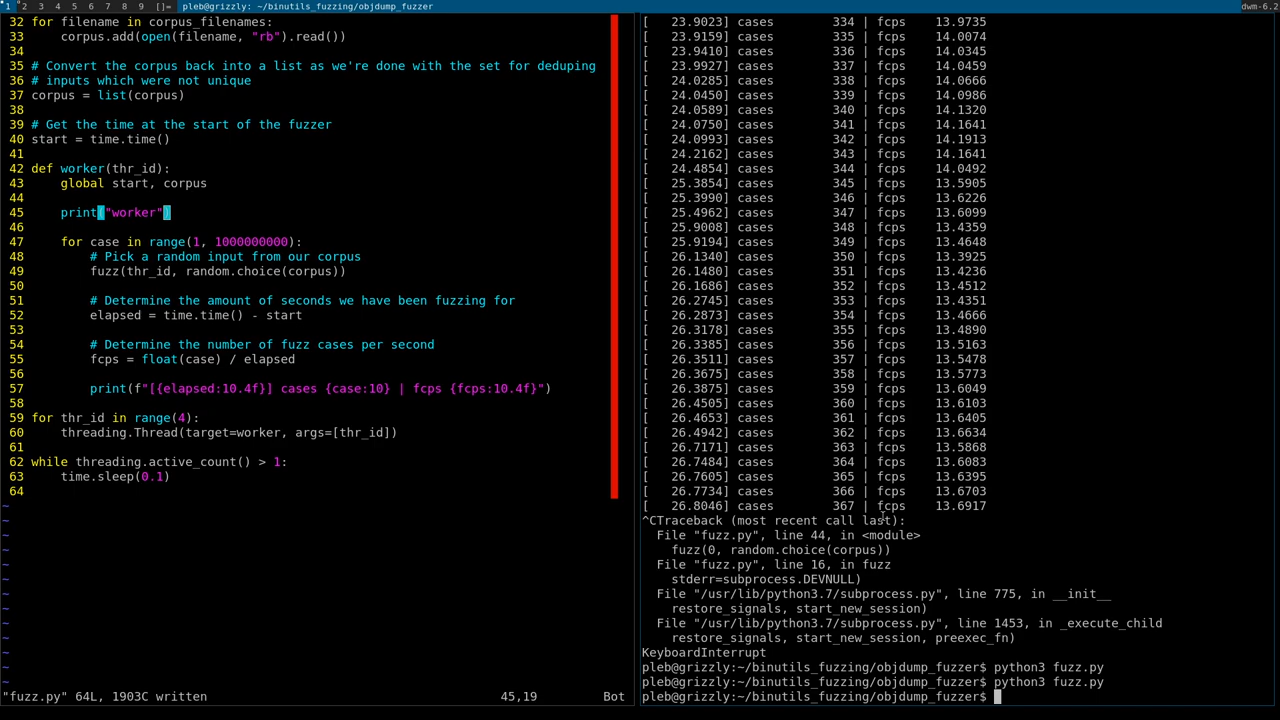 1 2 3 4 5 6 7 8 9 []= pleb@grizzly: ~/binutils_fuzzing/objdump_fuzzer dwm-6.2
32 for filename in corpus_filenames:
33     corpus.add(open(filename, "rb").read())
34
35 # Convert the corpus back into a list as we're done with the set for deduping
36 # inputs which were not unique
37 corpus = list(corpus)
38
39 # Get the time at the start of the fuzzer
40 start = time.time()
41
42 def worker(thr_id):
43     global start, corpus
44
45     print("worker")
46
47     for case in range(1, 1000000000):
48         # Pick a random input from our corpus
49         fuzz(thr_id, random.choice(corpus))
50
51         # Determine the amount of seconds we have been fuzzing for
52         elapsed = time.time() - start
53
54         # Determine the number of fuzz cases per second
55         fcps = float(case) / elapsed
56
57         print(f"[{elapsed:10.4f}] cases {case:10} | fcps {fcps:10.4f}")
58
59 for thr_id in range(4):
60     threading.Thread(target=worker, args=[thr_id])
61
62 while threading.active_count() > 1:
63     time.sleep(0.1)
64
~
~
~
~
~
~
~
~
~
~
~
~
~
"fuzz.py" 64L, 1903C written 45,19 Bot
[   23.9023] cases        334 | fcps    13.9735
[   23.9159] cases        335 | fcps    14.0074
[   23.9410] cases        336 | fcps    14.0345
[   23.9927] cases        337 | fcps    14.0459
[   24.0285] cases        338 | fcps    14.0666
[   24.0450] cases        339 | fcps    14.0986
[   24.0589] cases        340 | fcps    14.1320
[   24.0750] cases        341 | fcps    14.1641
[   24.0993] cases        342 | fcps    14.1913
[   24.2162] cases        343 | fcps    14.1641
[   24.4854] cases        344 | fcps    14.0492
[   25.3854] cases        345 | fcps    13.5905
[   25.3990] cases        346 | fcps    13.6226
[   25.4962] cases        347 | fcps    13.6099
[   25.9008] cases        348 | fcps    13.4359
[   25.9194] cases        349 | fcps    13.4648
[   26.1340] cases        350 | fcps    13.3925
[   26.1480] cases        351 | fcps    13.4236
[   26.1686] cases        352 | fcps    13.4512
[   26.2745] cases        353 | fcps    13.4351
[   26.2873] cases        354 | fcps    13.4666
[   26.3178] cases        355 | fcps    13.4890
[   26.3385] cases        356 | fcps    13.5163
[   26.3511] cases        357 | fcps    13.5478
[   26.3675] cases        358 | fcps    13.5773
[   26.3875] cases        359 | fcps    13.6049
[   26.4505] cases        360 | fcps    13.6103
[   26.4653] cases        361 | fcps    13.6405
[   26.4942] cases        362 | fcps    13.6634
[   26.7171] cases        363 | fcps    13.5868
[   26.7484] cases        364 | fcps    13.6083
[   26.7605] cases        365 | fcps    13.6395
[   26.7734] cases        366 | fcps    13.6703
[   26.8046] cases        367 | fcps    13.6917
^CTraceback (most recent call last):
  File "fuzz.py", line 44, in <module>
    fuzz(0, random.choice(corpus))
  File "fuzz.py", line 16, in fuzz
    stderr=subprocess.DEVNULL)
  File "/usr/lib/python3.7/subprocess.py", line 775, in __init__
    restore_signals, start_new_session)
  File "/usr/lib/python3.7/subprocess.py", line 1453, in _execute_child
    restore_signals, start_new_session, preexec_fn)
KeyboardInterrupt
pleb@grizzly:~/binutils_fuzzing/objdump_fuzzer$ python3 fuzz.py
pleb@grizzly:~/binutils_fuzzing/objdump_fuzzer$ python3 fuzz.py
pleb@grizzly:~/binutils_fuzzing/objdump_fuzzer$